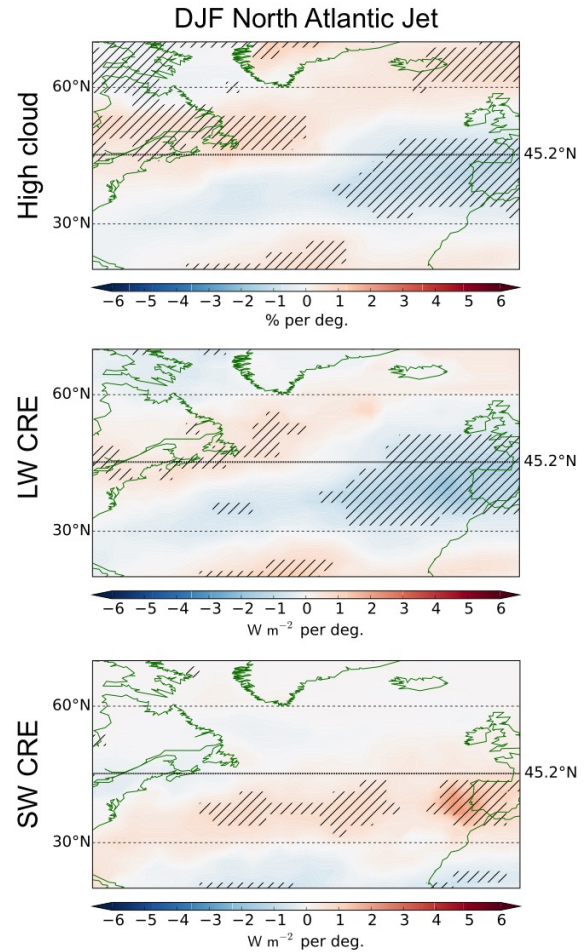 DJF North Atlantic Jet
High cloud
60°N
45.2°N
30°N
−6 −5 −4 −3 −2 −1 0 1 2 3 4 5 6
% per deg.
LW CRE
60°N
45.2°N
30°N
−6 −5 −4 −3 −2 −1 0 1 2 3 4 5 6
W m⁻² per deg.
SW CRE
60°N
45.2°N
30°N
−6 −5 −4 −3 −2 −1 0 1 2 3 4 5 6
W m⁻² per deg.